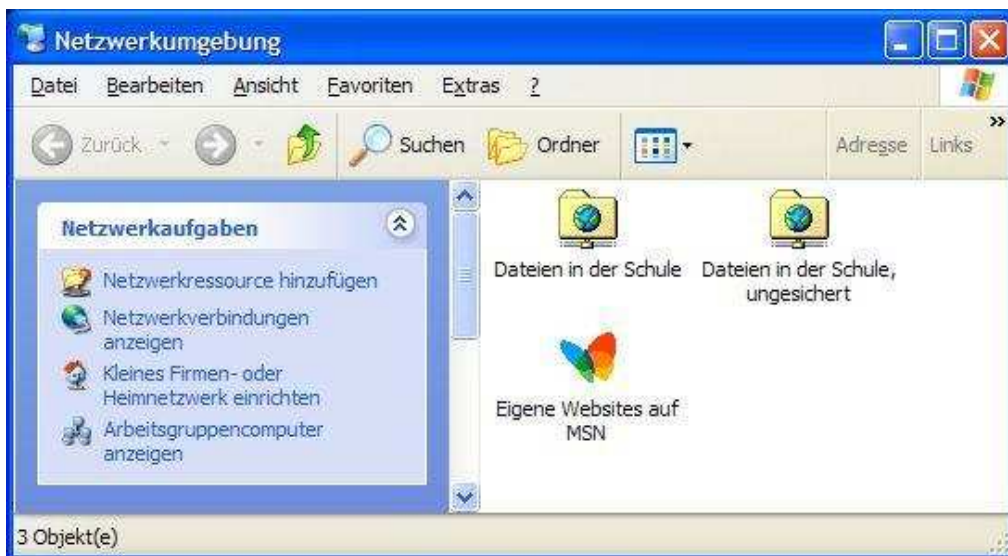 Netzwerkumgebung
Datei Bearbeiten Ansicht Favoriten Extras ?
Zurück Suchen Ordner Adresse Links »
Netzwerkaufgaben
Netzwerkressource hinzufügen
Netzwerkverbindungen
anzeigen
Kleines Firmen- oder
Heimnetzwerk einrichten
Arbeitsgruppencomputer
anzeigen
Dateien in der Schule
Dateien in der Schule,
ungesichert
Eigene Websites auf
MSN
3 Objekt(e)